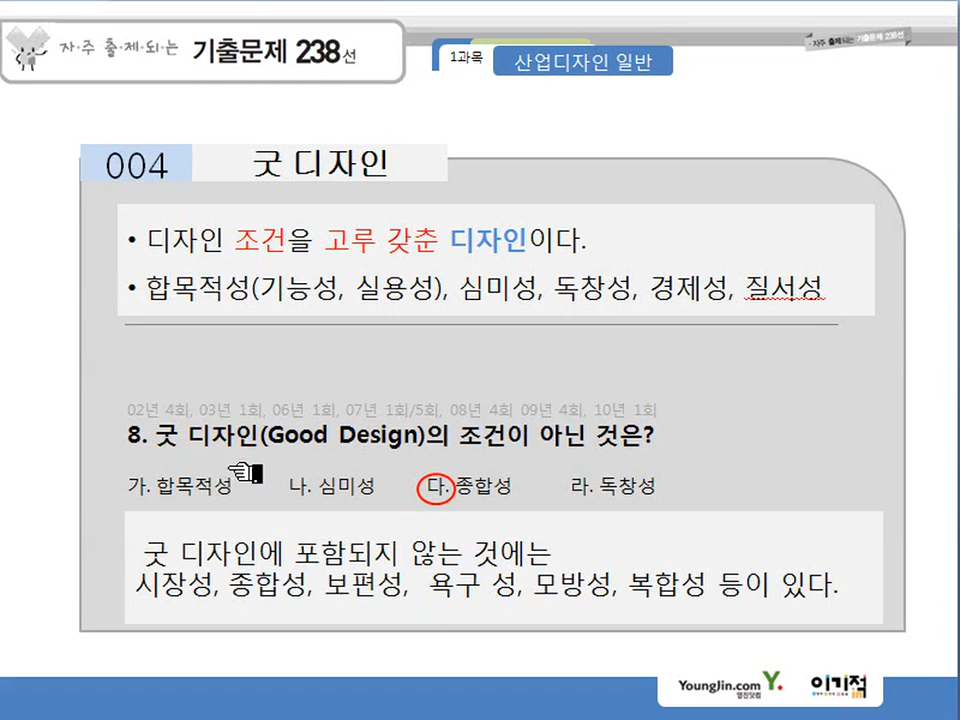 자·주 출·제·되·는 기출문제 238선
1과목 산업디자인 일반
자주 출제되는 기출문제 238선
004 굿 디자인
• 디자인 조건을 고루 갖춘 디자인이다.
• 합목적성(기능성, 실용성), 심미성, 독창성, 경제성, 질서성
02년 4회, 03년 1회, 06년 1회, 07년 1회/5회, 08년 4회 09년 4회, 10년 1회
8. 굿 디자인(Good Design)의 조건이 아닌 것은?
가. 합목적성 나. 심미성 다. 종합성 라. 독창성
굿 디자인에 포함되지 않는 것에는
시장성, 종합성, 보편성, 욕구 성, 모방성, 복합성 등이 있다.
YoungJin.com Y.
영진닷컴
이기적 in